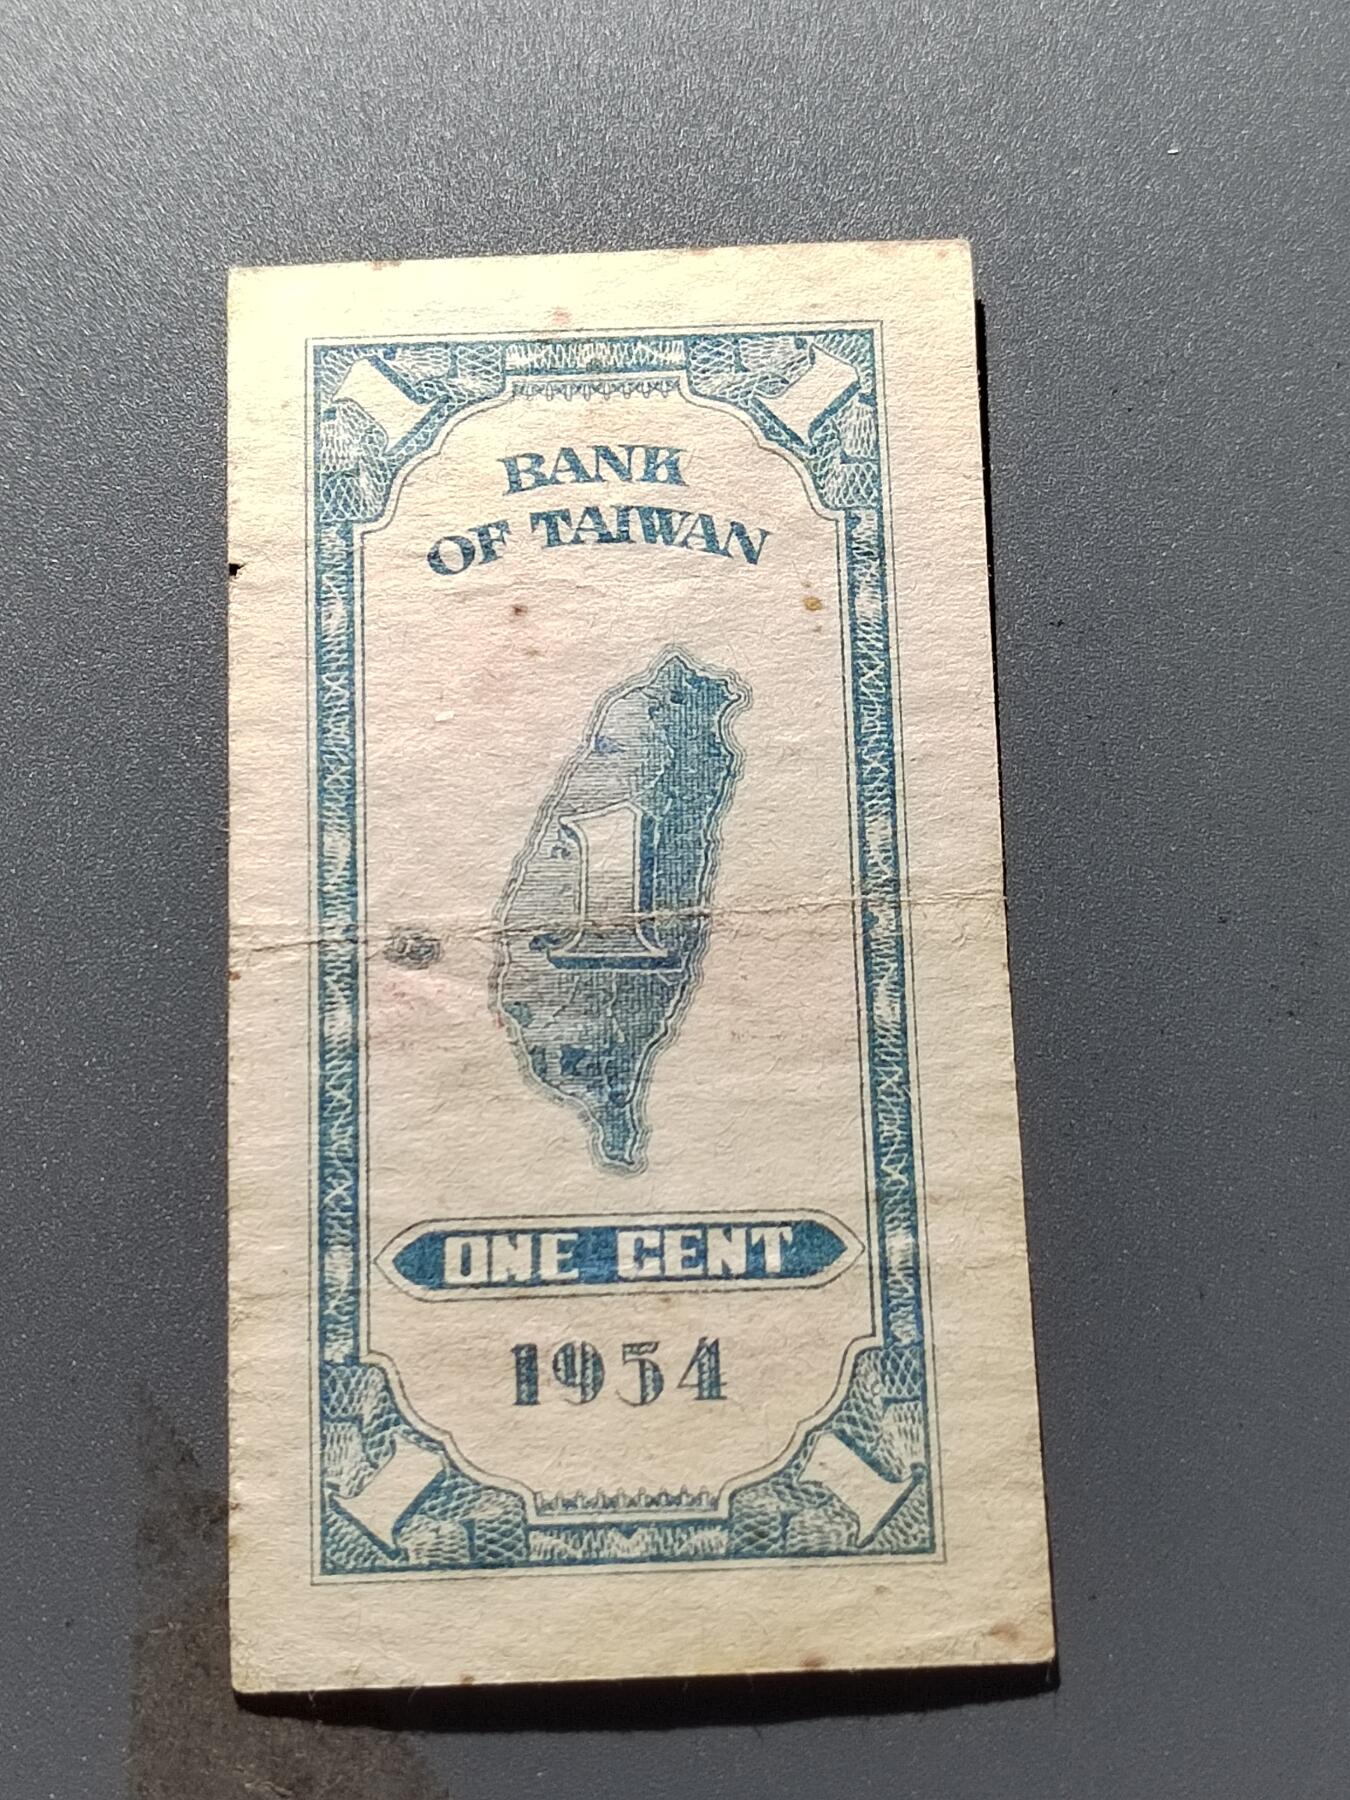 BANK
OF TAIWAN
1
ONE CENT
1954